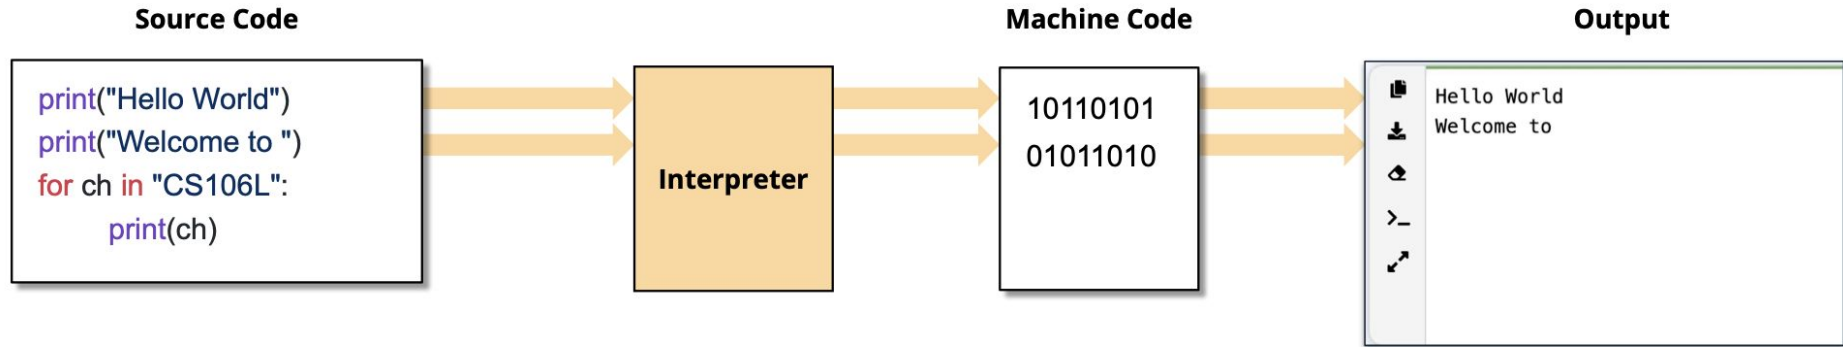 Source Code
print("Hello World")
print("Welcome to ")
for ch in "CS106L":
print(ch)
Interpreter
Machine Code
10110101
01011010
Output
Hello World
Welcome to
>_